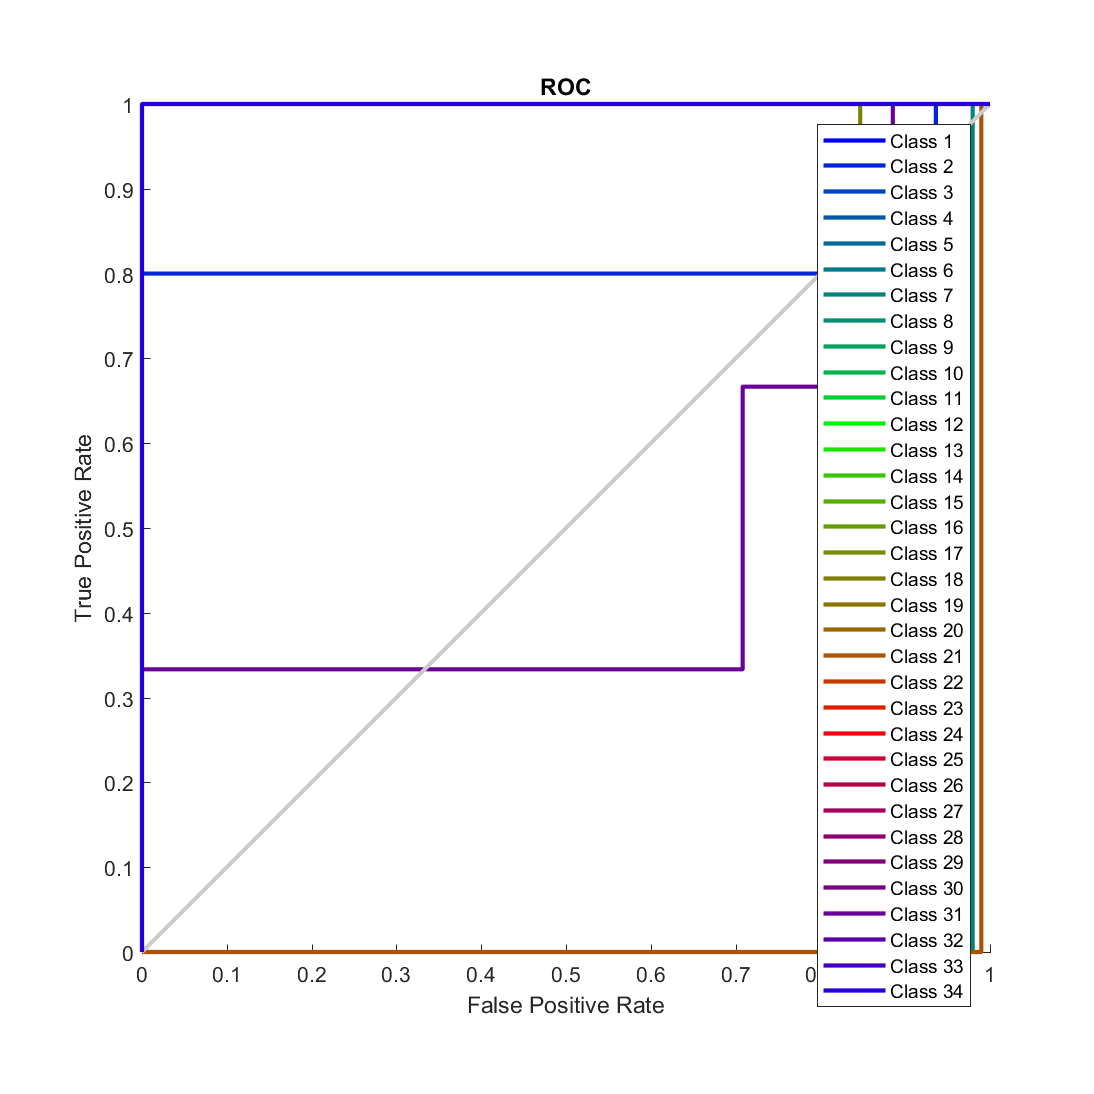 ROC
1
0.9
0.8
0.7
0.6
0.5
0.4
0.3
0.2
0.1
0
True Positive Rate
Class 1
Class 2
Class 3
Class 4
Class 5
Class 6
Class 7
Class 8
Class 9
Class 10
Class 11
Class 12
Class 13
Class 14
Class 15
Class 16
Class 17
Class 18
Class 19
Class 20
Class 21
Class 22
Class 23
Class 24
Class 25
Class 26
Class 27
Class 28
Class 29
Class 30
Class 31
Class 32
Class 33
Class 34
0 0.1 0.2 0.3 0.4 0.5 0.6 0.7 1
False Positive Rate